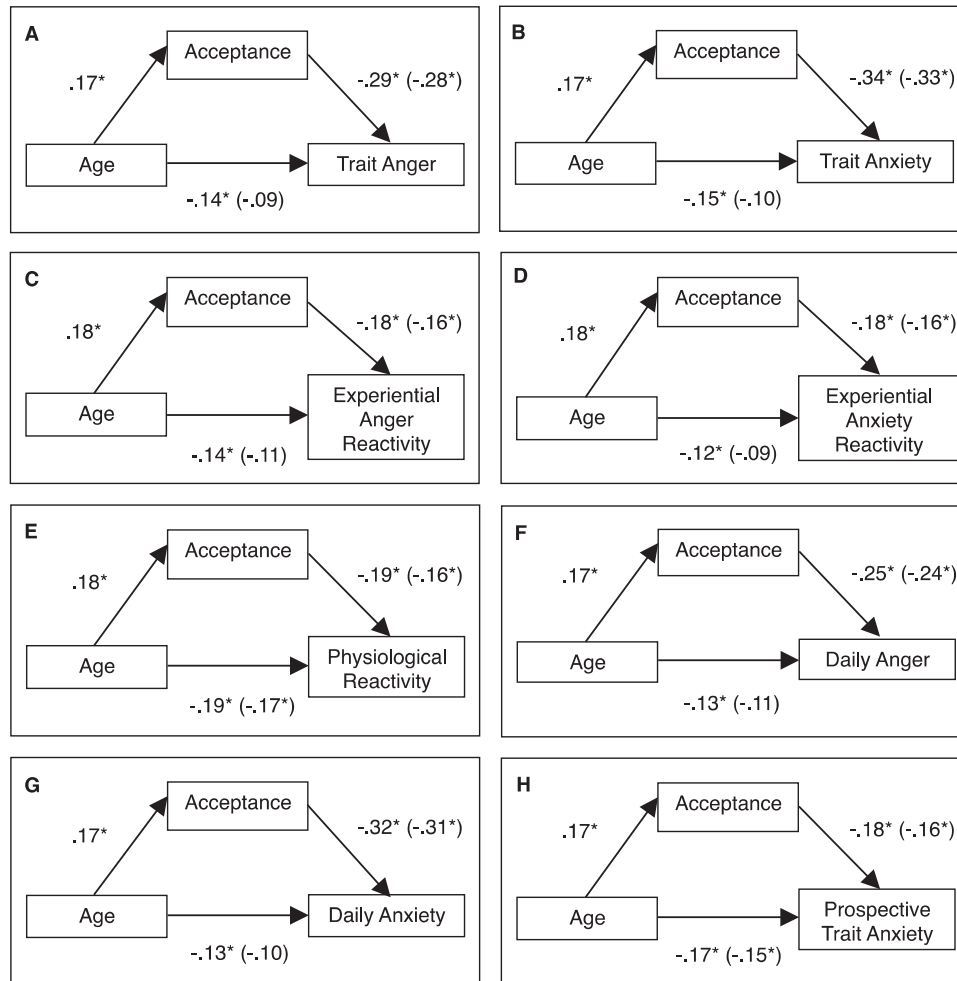 A
Acceptance
.17*
-.29* (-.28*)
Age
Trait Anger
-.14* (-.09)
B
Acceptance
.17*
-.34* (-.33*)
Age
Trait Anxiety
-.15* (-.10)
C
Acceptance
.18*
-.18* (-.16*)
Age
Experiential
Anger
Reactivity
-.14* (-.11)
D
Acceptance
.18*
-.18* (-.16*)
Age
Experiential
Anxiety
Reactivity
-.12* (-.09)
E
Acceptance
.18*
-.19* (-.16*)
Age
Physiological
Reactivity
-.19* (-.17*)
F
Acceptance
.17*
-.25* (-.24*)
Age
Daily Anger
-.13* (-.11)
G
Acceptance
.17*
-.32* (-.31*)
Age
Daily Anxiety
-.13* (-.10)
H
Acceptance
.17*
-.18* (-.16*)
Age
Prospective
Trait Anxiety
-.17* (-.15*)